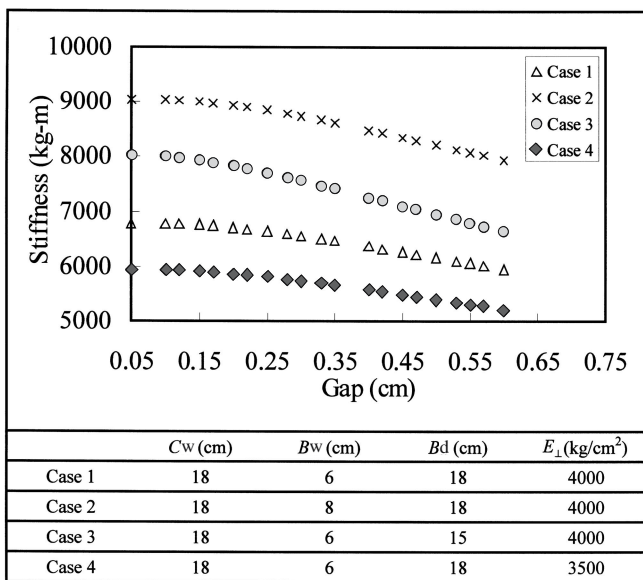 10000
9000
8000
7000
6000
5000
Stiffness (kg-m)
Case 1
Case 2
Case 3
Case 4
0.05 0.15 0.25 0.35 0.45 0.55 0.65 0.75
Gap (cm)
Cw (cm) Bw (cm) Bd (cm) E⊥(kg/cm²)
Case 1 18 6 18 4000
Case 2 18 8 18 4000
Case 3 18 6 15 4000
Case 4 18 6 18 3500